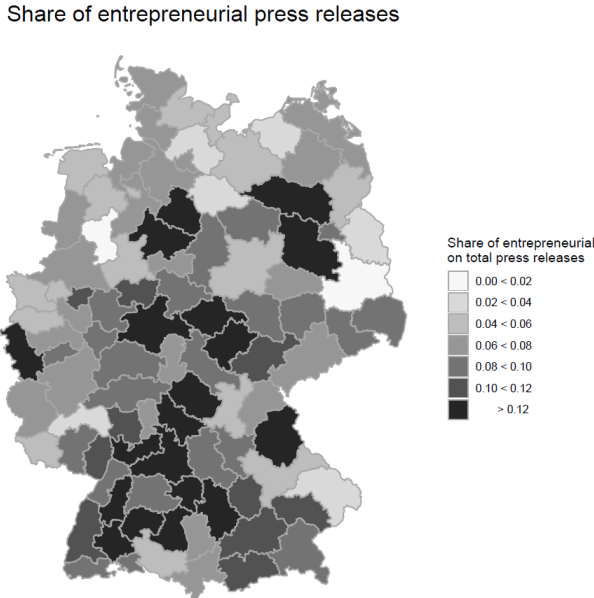 Share of entrepreneurial press releases
Share of entrepreneurial
on total press releases
0.00 < 0.02
0.02 < 0.04
0.04 < 0.06
0.06 < 0.08
0.08 < 0.10
0.10 < 0.12
> 0.12